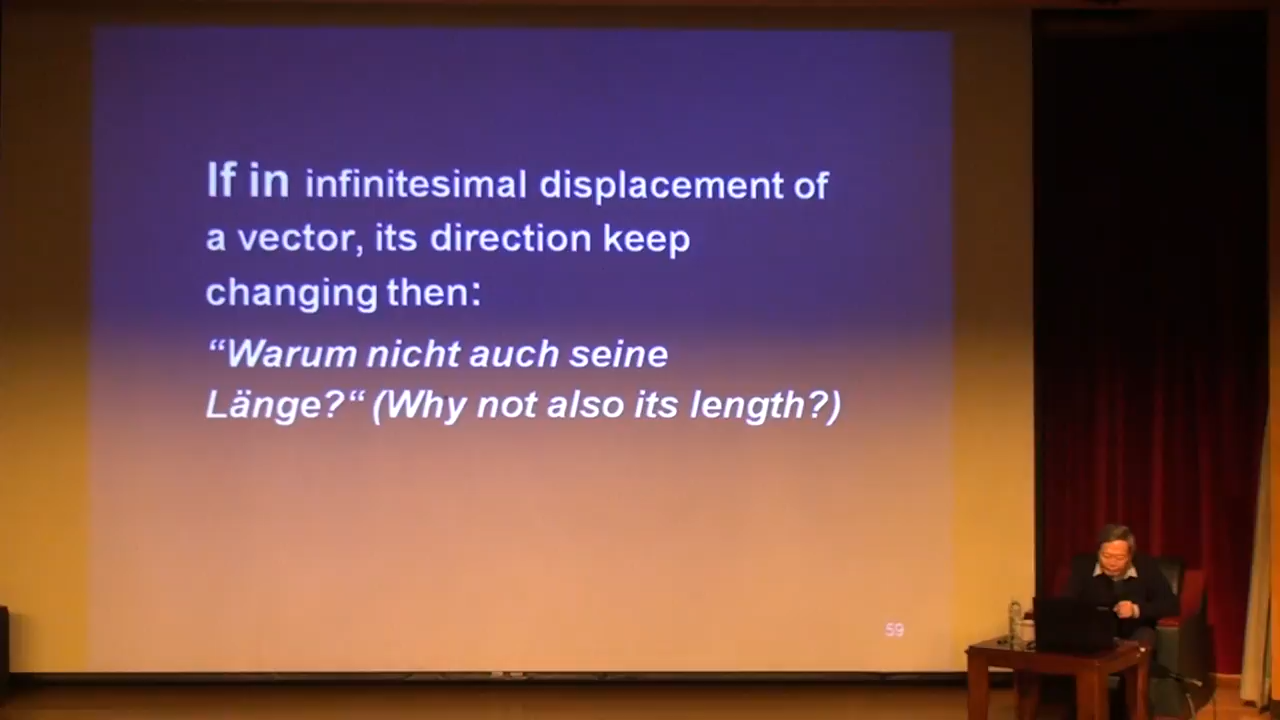 If in infinitesimal displacement of
a vector, its direction keep
changing then:
“Warum nicht auch seine
Länge?“ (Why not also its length?)
59